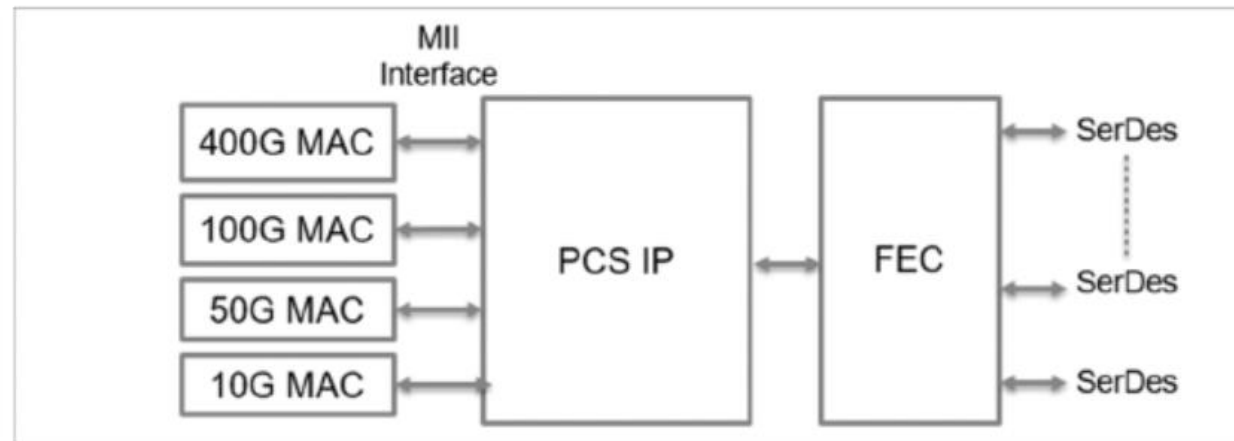 MII
Interface
400G MAC
100G MAC
50G MAC
10G MAC
PCS IP
FEC
SerDes
SerDes
SerDes